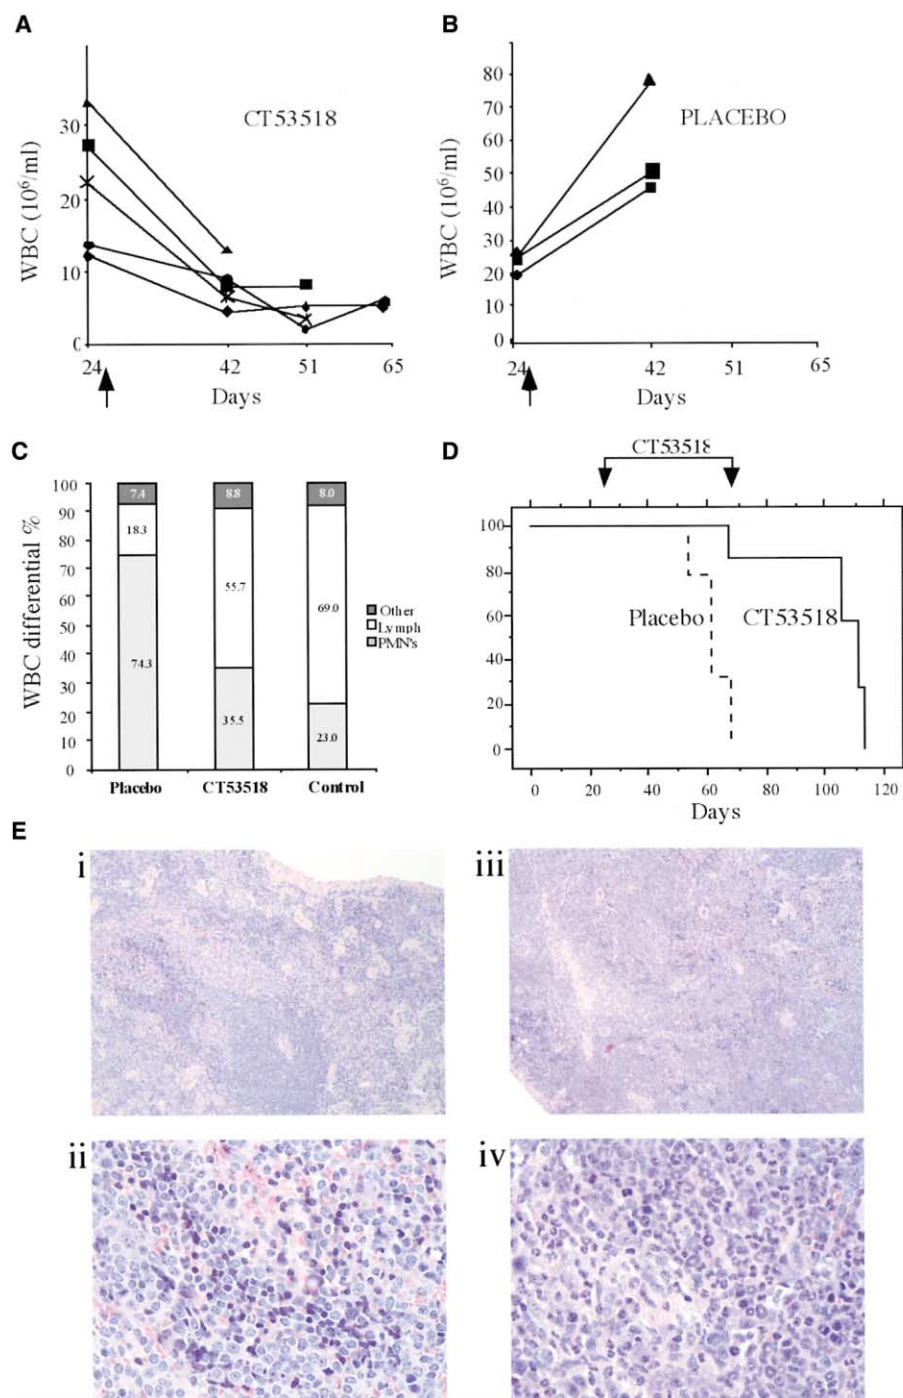 A
CT53518
WBC (10⁶/ml)
30
20
10
0
24 42 51 65
Days
B
PLACEBO
WBC (10⁶/ml)
80
70
60
50
40
30
20
10
0
24 42 51 65
Days
C
WBC differential %
100
90
80
70
60
50
40
30
20
10
0
7.4
18.3
74.3
8.8
55.7
35.5
8.0
69.0
23.0
Placebo CT53518 Control
Other
Lymph
PMN's
D
CT53518
100
80
60
40
20
0
Placebo CT53518
0 20 40 60 80 100 120
Days
E
i
iii
ii
iv